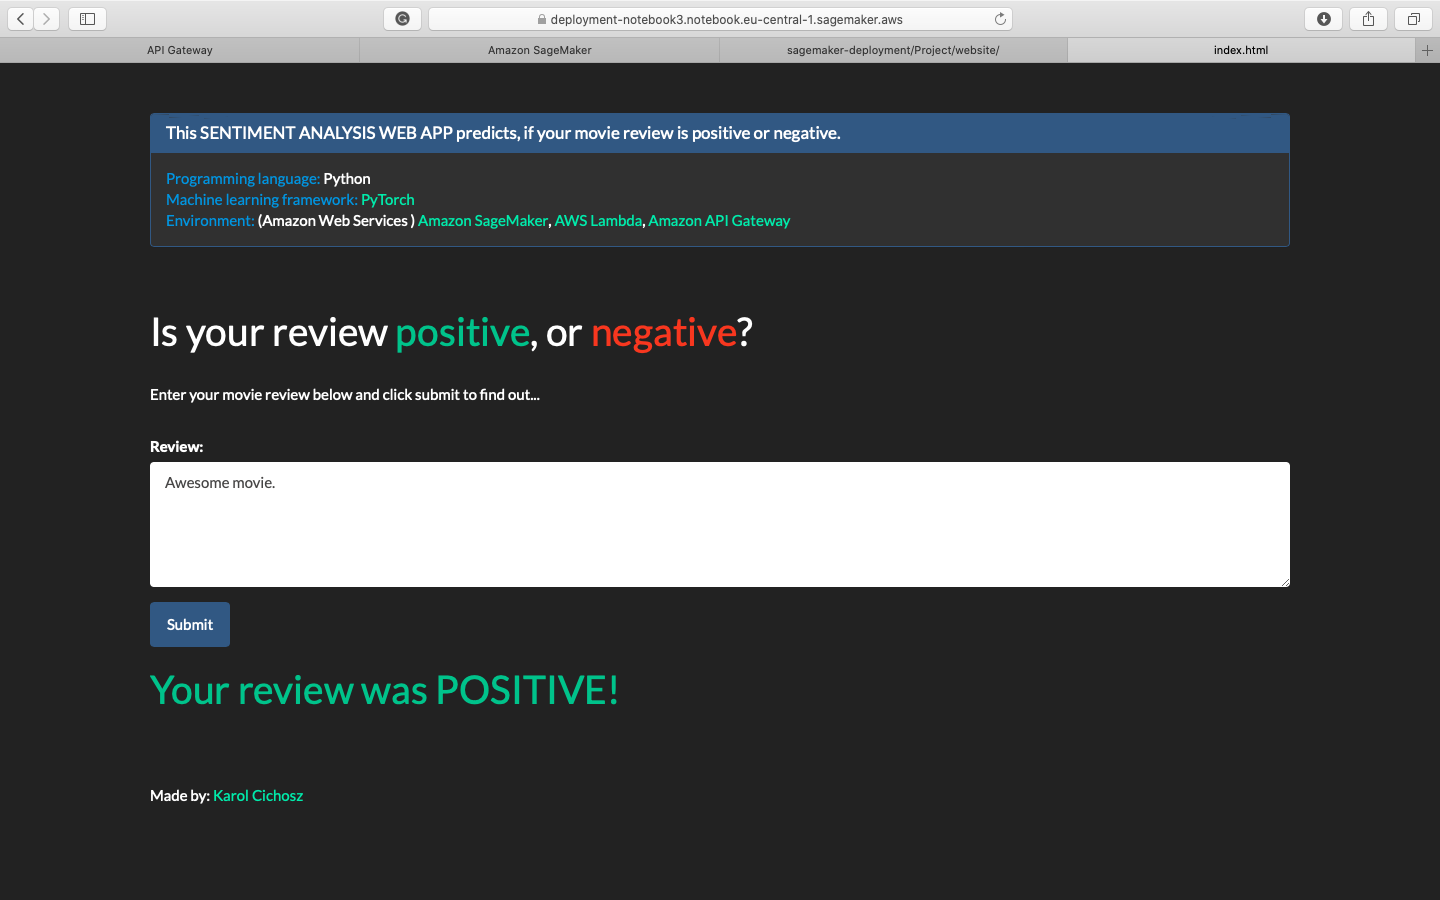 deployment-notebook3.notebook.eu-central-1.sagemaker.aws
API Gateway
Amazon SageMaker
sagemaker-deployment/Project/website/
index.html
This SENTIMENT ANALYSIS WEB APP predicts, if your movie review is positive or negative.
Programming language: Python
Machine learning framework: PyTorch
Environment: (Amazon Web Services ) Amazon SageMaker, AWS Lambda, Amazon API Gateway
Is your review positive, or negative?
Enter your movie review below and click submit to find out...
Review:
Awesome movie.
Submit
Your review was POSITIVE!
Made by: Karol Cichosz